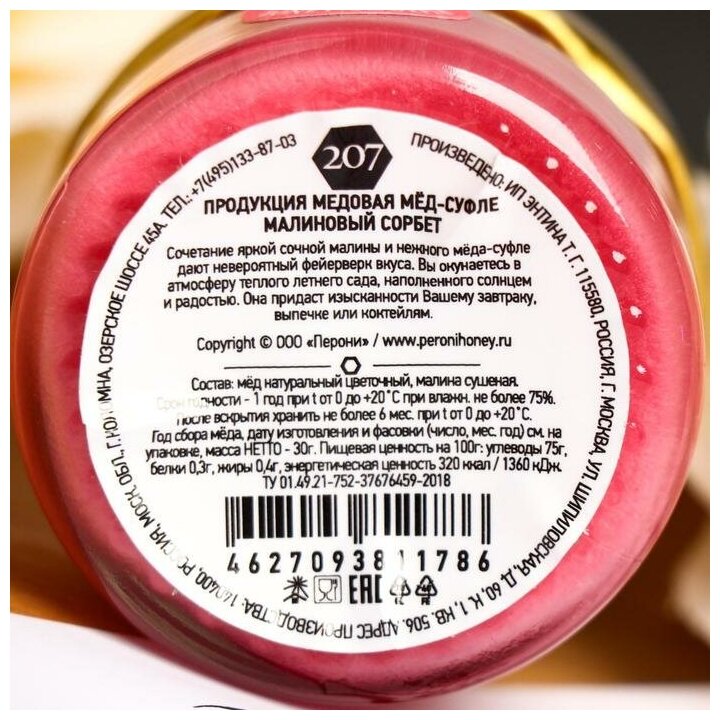 207
ПРОДУКЦИЯ МЕДОВАЯ МЁД-СУФЛЕ
МАЛИНОВЫЙ СОРБЕТ
Сочетание яркой сочной малины и нежного мёда-суфле
дают невероятный фейерверк вкуса. Вы окунаетесь в
атмосферу теплого летнего сада, наполненного солнцем
и радостью. Она придаст изысканности Вашему завтраку,
выпечке или коктейлям.
Copyright © ООО «Перони» / www.peronihoney.ru
Состав: мёд натуральный цветочный, малина сушеная.
Срок годности - 1 год при t от 0 до +20°С при влажн. не более 75%.
После вскрытия хранить не более 6 мес. при t от 0 до +20°С.
Год сбора мёда, дату изготовления и фасовки (число, мес. год) см. на
упаковке, масса НЕТТО - 30г. Пищевая ценность на 100г: углеводы 75г,
белки 0,3г, жиры 0,4г, энергетическая ценность 320 ккал / 1360 кДж.
ТУ 01.49.21-752-37676459-2018
4627093811786
ЕАС
ПРОИЗВЕДЕНО: ИП ЭНТИНА Т. Г. 115580, РОССИЯ, Г. МОСКВА, УЛ. ШИПИЛОВСКАЯ, Д. 60, К. 1, КВ. 506. АДРЕС ПРОИЗВОДСТВА: 140400, РОССИЯ, МОСК. ОБЛ., Г. КОЛОМНА, ОЗЕРСКОЕ ШОССЕ 45А. ТЕЛ.: +7(495)133-87-03